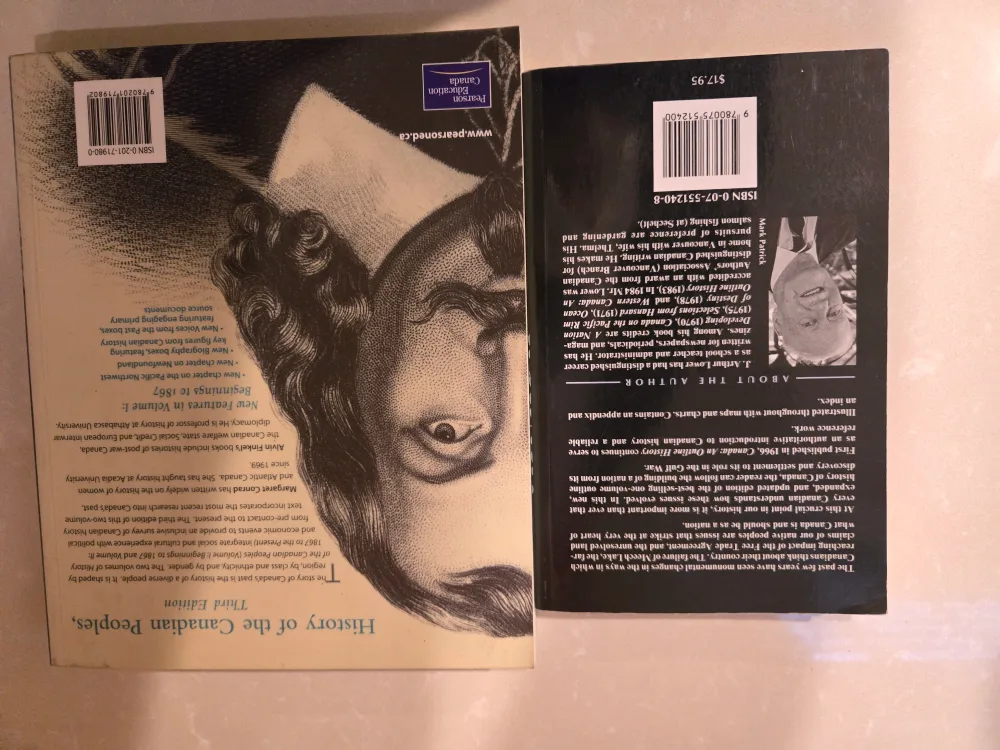 History of the Canadian Peoples,
Third Edition
The story of Canada's past is the history of a diverse people. It is shaped by
region, by class and ethnicity and by gender. The two volumes of History
of the Canadian Peoples (Volume I: Beginnings to 1867 and Volume II:
1867 to the Present) integrate social and cultural experience with political
and economic events to provide an inclusive survey of Canadian history
from pre-contact to the present. The third edition of this two-volume
text incorporates the most recent research into Canada's past.
Margaret Conrad has written widely on the history of women
and Atlantic Canada. She has taught history at Acadia University
since 1969.
Alvin Finkel's books include histories of post-war Canada,
the Canadian welfare state, Social Credit, and European interwar
diplomacy. He is professor of history at Athabasca University.
New Features in Volume I:
Beginnings to 1867
• New chapter on the Pacific Northwest
• New chapter on Newfoundland
• New Biography boxes, featuring
key figures from Canadian history
• New Voices from the Past boxes,
featuring engaging primary
source documents
www.pearsoned.ca
Pearson
Education
Canada
ISBN 0-201-71980-0
9780201719802
The past few years have seen monumental changes in the ways in which
Canadians think about their country. The failure of Meech Lake, the far-
reaching impact of the Free Trade Agreement, and the unresolved land
claims of our native peoples are issues that strike at the very heart of
what Canada is and should be as a nation.
At this crucial point in our history, it is more important than ever that
every Canadian understands how these issues evolved. In this new,
expanded, and updated edition of the best-selling one-volume outline
history of Canada, the reader can follow the building of a nation from its
discovery and settlement to its role in the Gulf War.
First published in 1966, Canada: An Outline History continues to serve
as an authoritative introduction to Canadian history and a reliable
reference work.
Illustrated throughout with maps and charts. Contains an appendix and
an index.
ABOUT THE AUTHOR
J. Arthur Lower has had a distinguished career
as a school teacher and administrator. He has
written for newspapers, periodicals, and maga-
zines. Among his book credits are A Nation
Developing (1970), Canada on the Pacific Rim
(1975), Selections from Hansard (1971), Ocean
of Destiny (1978), and Western Canada: An
Outline History (1983). In 1984 Mr. Lower was
accredited with an award from the Canadian
Authors' Association (Vancouver Branch) for
distinguished Canadian writing. He makes his
home in Vancouver with his wife, Thelma. His
pursuits of preference are gardening and
salmon fishing (at Sechelt).
Mark Patrick
ISBN 0-07-551240-8
9 780075 512400
$17.95